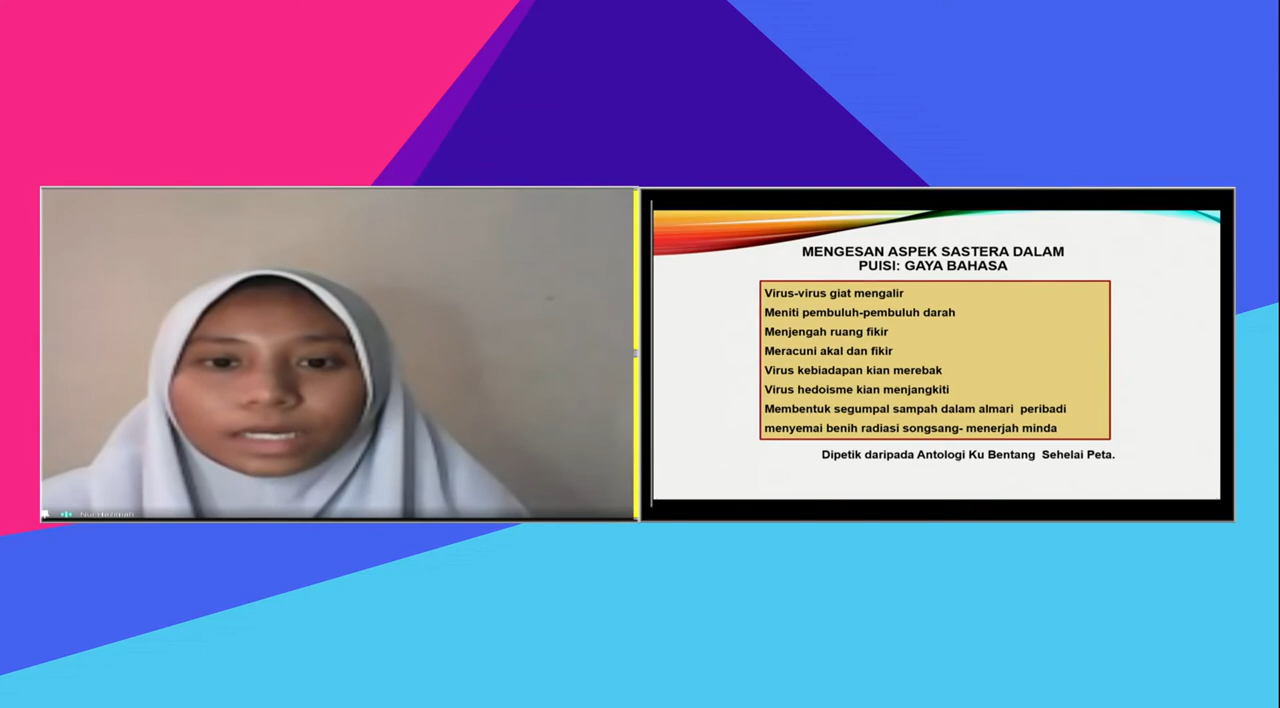 MENGESAN ASPEK SASTERA DALAM
PUISI: GAYA BAHASA
Virus-virus giat mengalir
Meniti pembuluh-pembuluh darah
Menjengah ruang fikir
Meracuni akal dan fikir
Virus kebiadapan kian merebak
Virus hedoisme kian menjangkiti
Membentuk segumpal sampah dalam almari peribadi
menyemai benih radiasi songsang- menerjah minda
Dipetik daripada Antologi Ku Bentang Sehelai Peta.